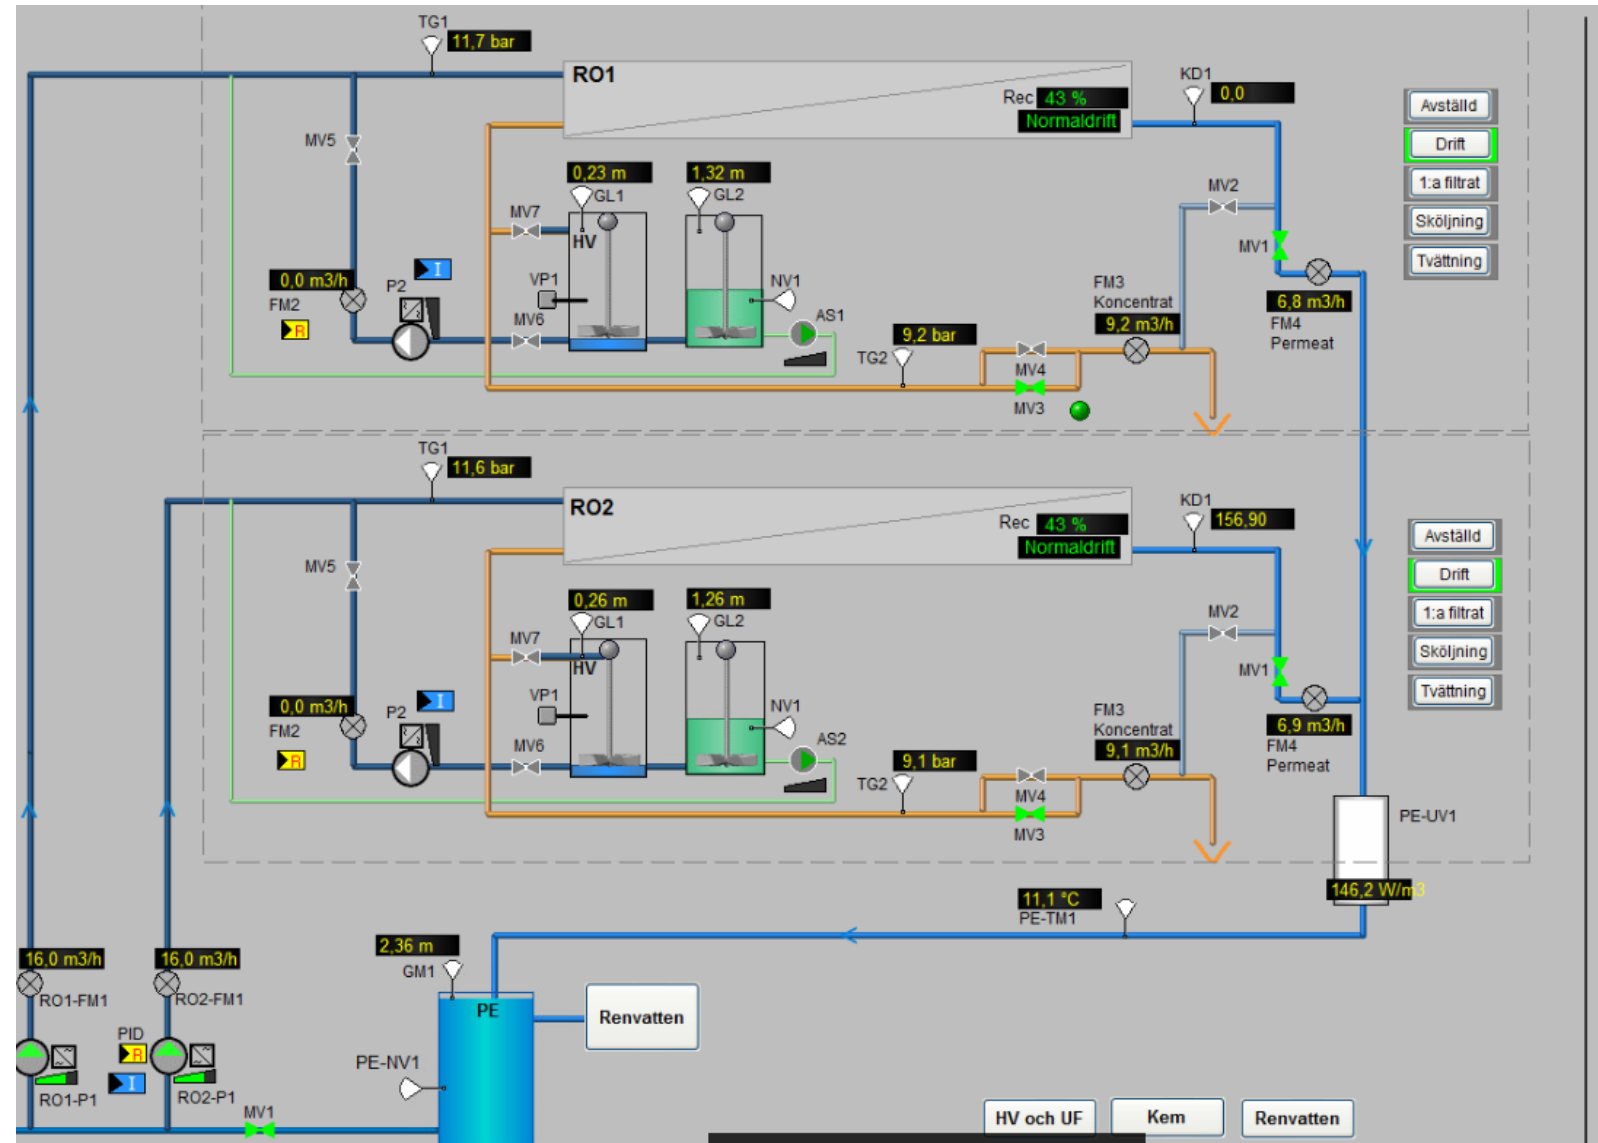 TG1
11,7 bar
RO1
Rec 43 %
Normaldrift
KD1
0,0
Avställd
Drift
1:a filtrat
Sköljning
Tvättning
MV5
0,23 m
GL1
1,32 m
GL2
MV7
HV
MV2
MV1
0,0 m3/h
FM2
R
P2
I
VP1
MV6
NV1
AS1
FM3
Koncentrat
9,2 m3/h
6,8 m3/h
FM4
Permeat
9,2 bar
TG2
MV4
MV3
TG1
11,6 bar
RO2
Rec 43 %
Normaldrift
KD1
156,90
Avställd
Drift
1:a filtrat
Sköljning
Tvättning
MV5
0,26 m
GL1
1,26 m
GL2
MV7
HV
MV2
MV1
0,0 m3/h
FM2
R
P2
I
VP1
MV6
NV1
AS2
FM3
Koncentrat
9,1 m3/h
6,9 m3/h
FM4
Permeat
9,1 bar
TG2
MV4
MV3
PE-UV1
146,2 W/m3
11,1 °C
PE-TM1
16,0 m3/h
RO1-FM1
16,0 m3/h
RO2-FM1
2,36 m
GM1
PE
Renvatten
PID
R
I
RO1-P1
RO2-P1
MV1
PE-NV1
HV och UF
Kem
Renvatten